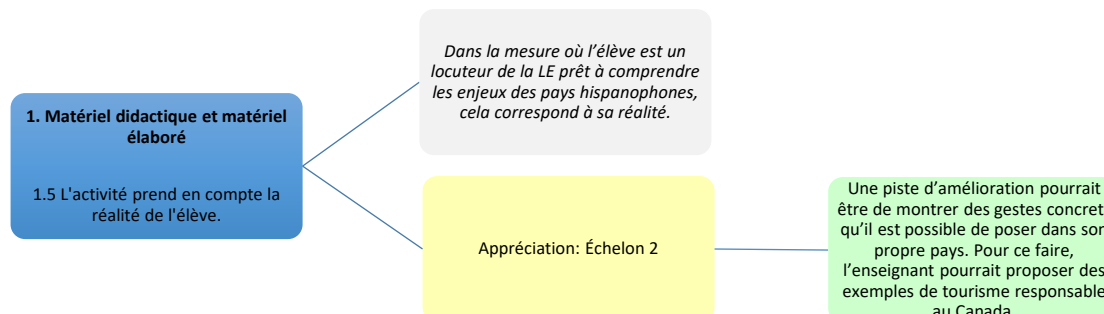 1. Matériel didactique et matériel
élaboré
1.5 L'activité prend en compte la
réalité de l'élève.
Dans la mesure où l'élève est un
locuteur de la LE prêt à comprendre
les enjeux des pays hispanophones,
cela correspond à sa réalité.
Appréciation: Échelon 2
Une piste d'amélioration pourrait
être de montrer des gestes concret
qu'il est possible de poser dans son
propre pays. Pour ce faire,
l'enseignant pourrait proposer des
exemples de tourisme responsable
au Canada